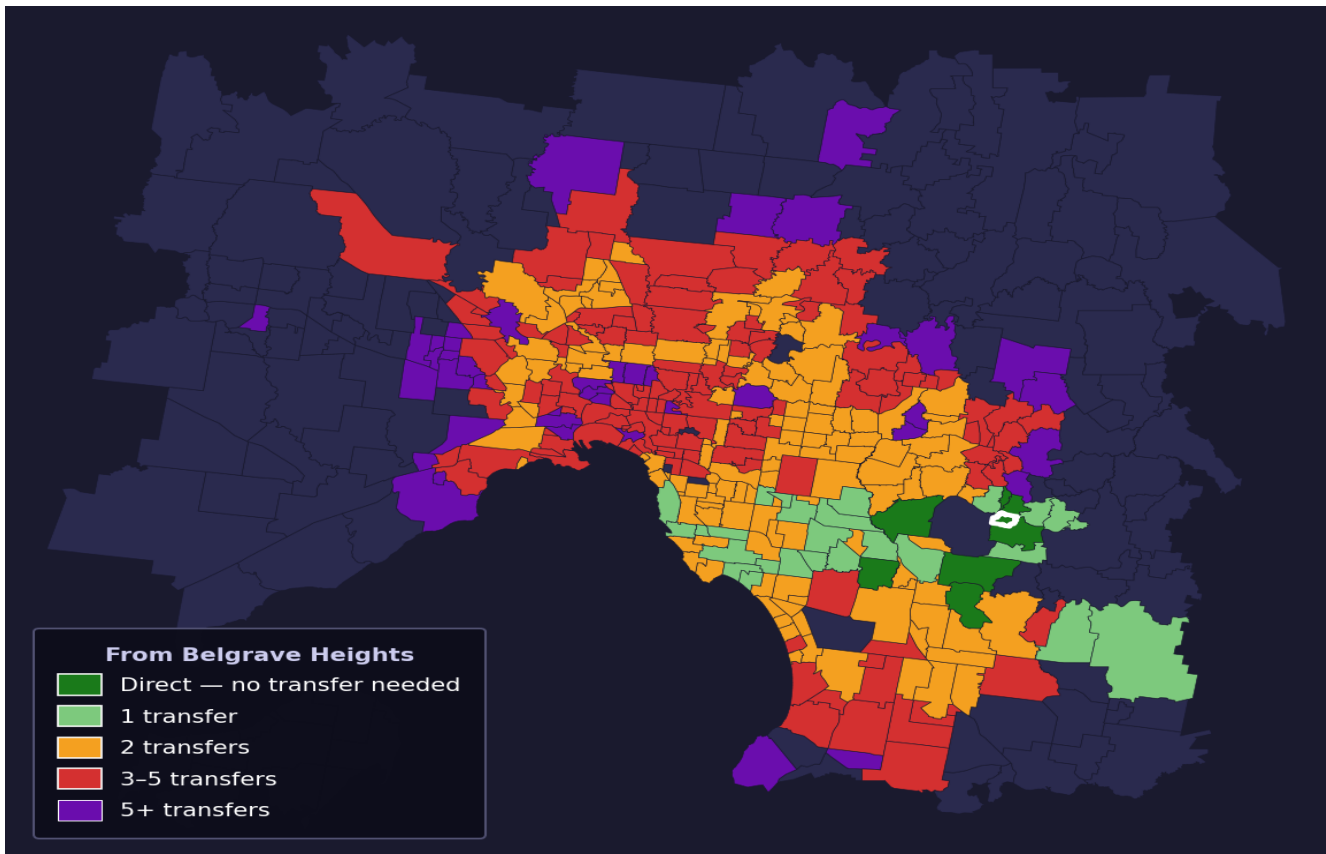 From Belgrave Heights
Direct — no transfer needed
1 transfer
2 transfers
3–5 transfers
5+ transfers